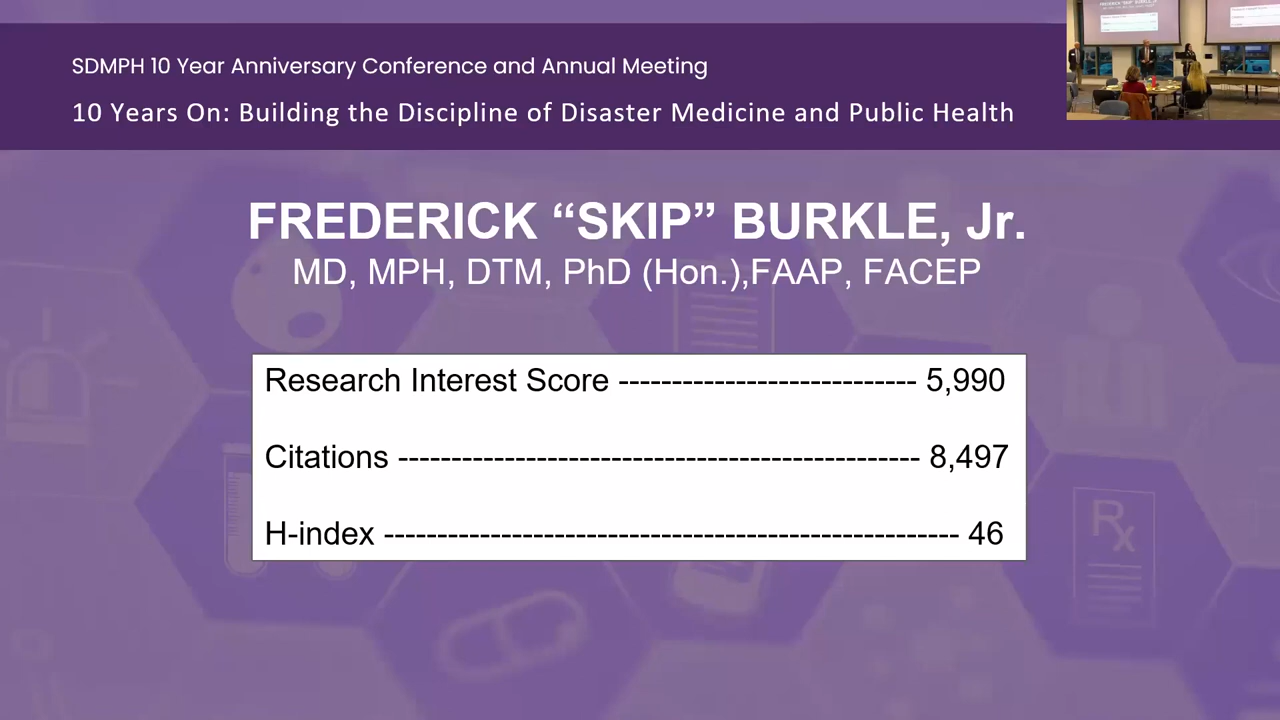 SDMPH 10 Year Anniversary Conference and Annual Meeting
10 Years On: Building the Discipline of Disaster Medicine and Public Health
FREDERICK “SKIP” BURKLE, Jr.
MD, MPH, DTM, PhD (Hon.),FAAP, FACEP
Research Interest Score ---------------------------- 5,990
Citations ------------------------------------------------- 8,497
H-index ------------------------------------------------------ 46
Rx